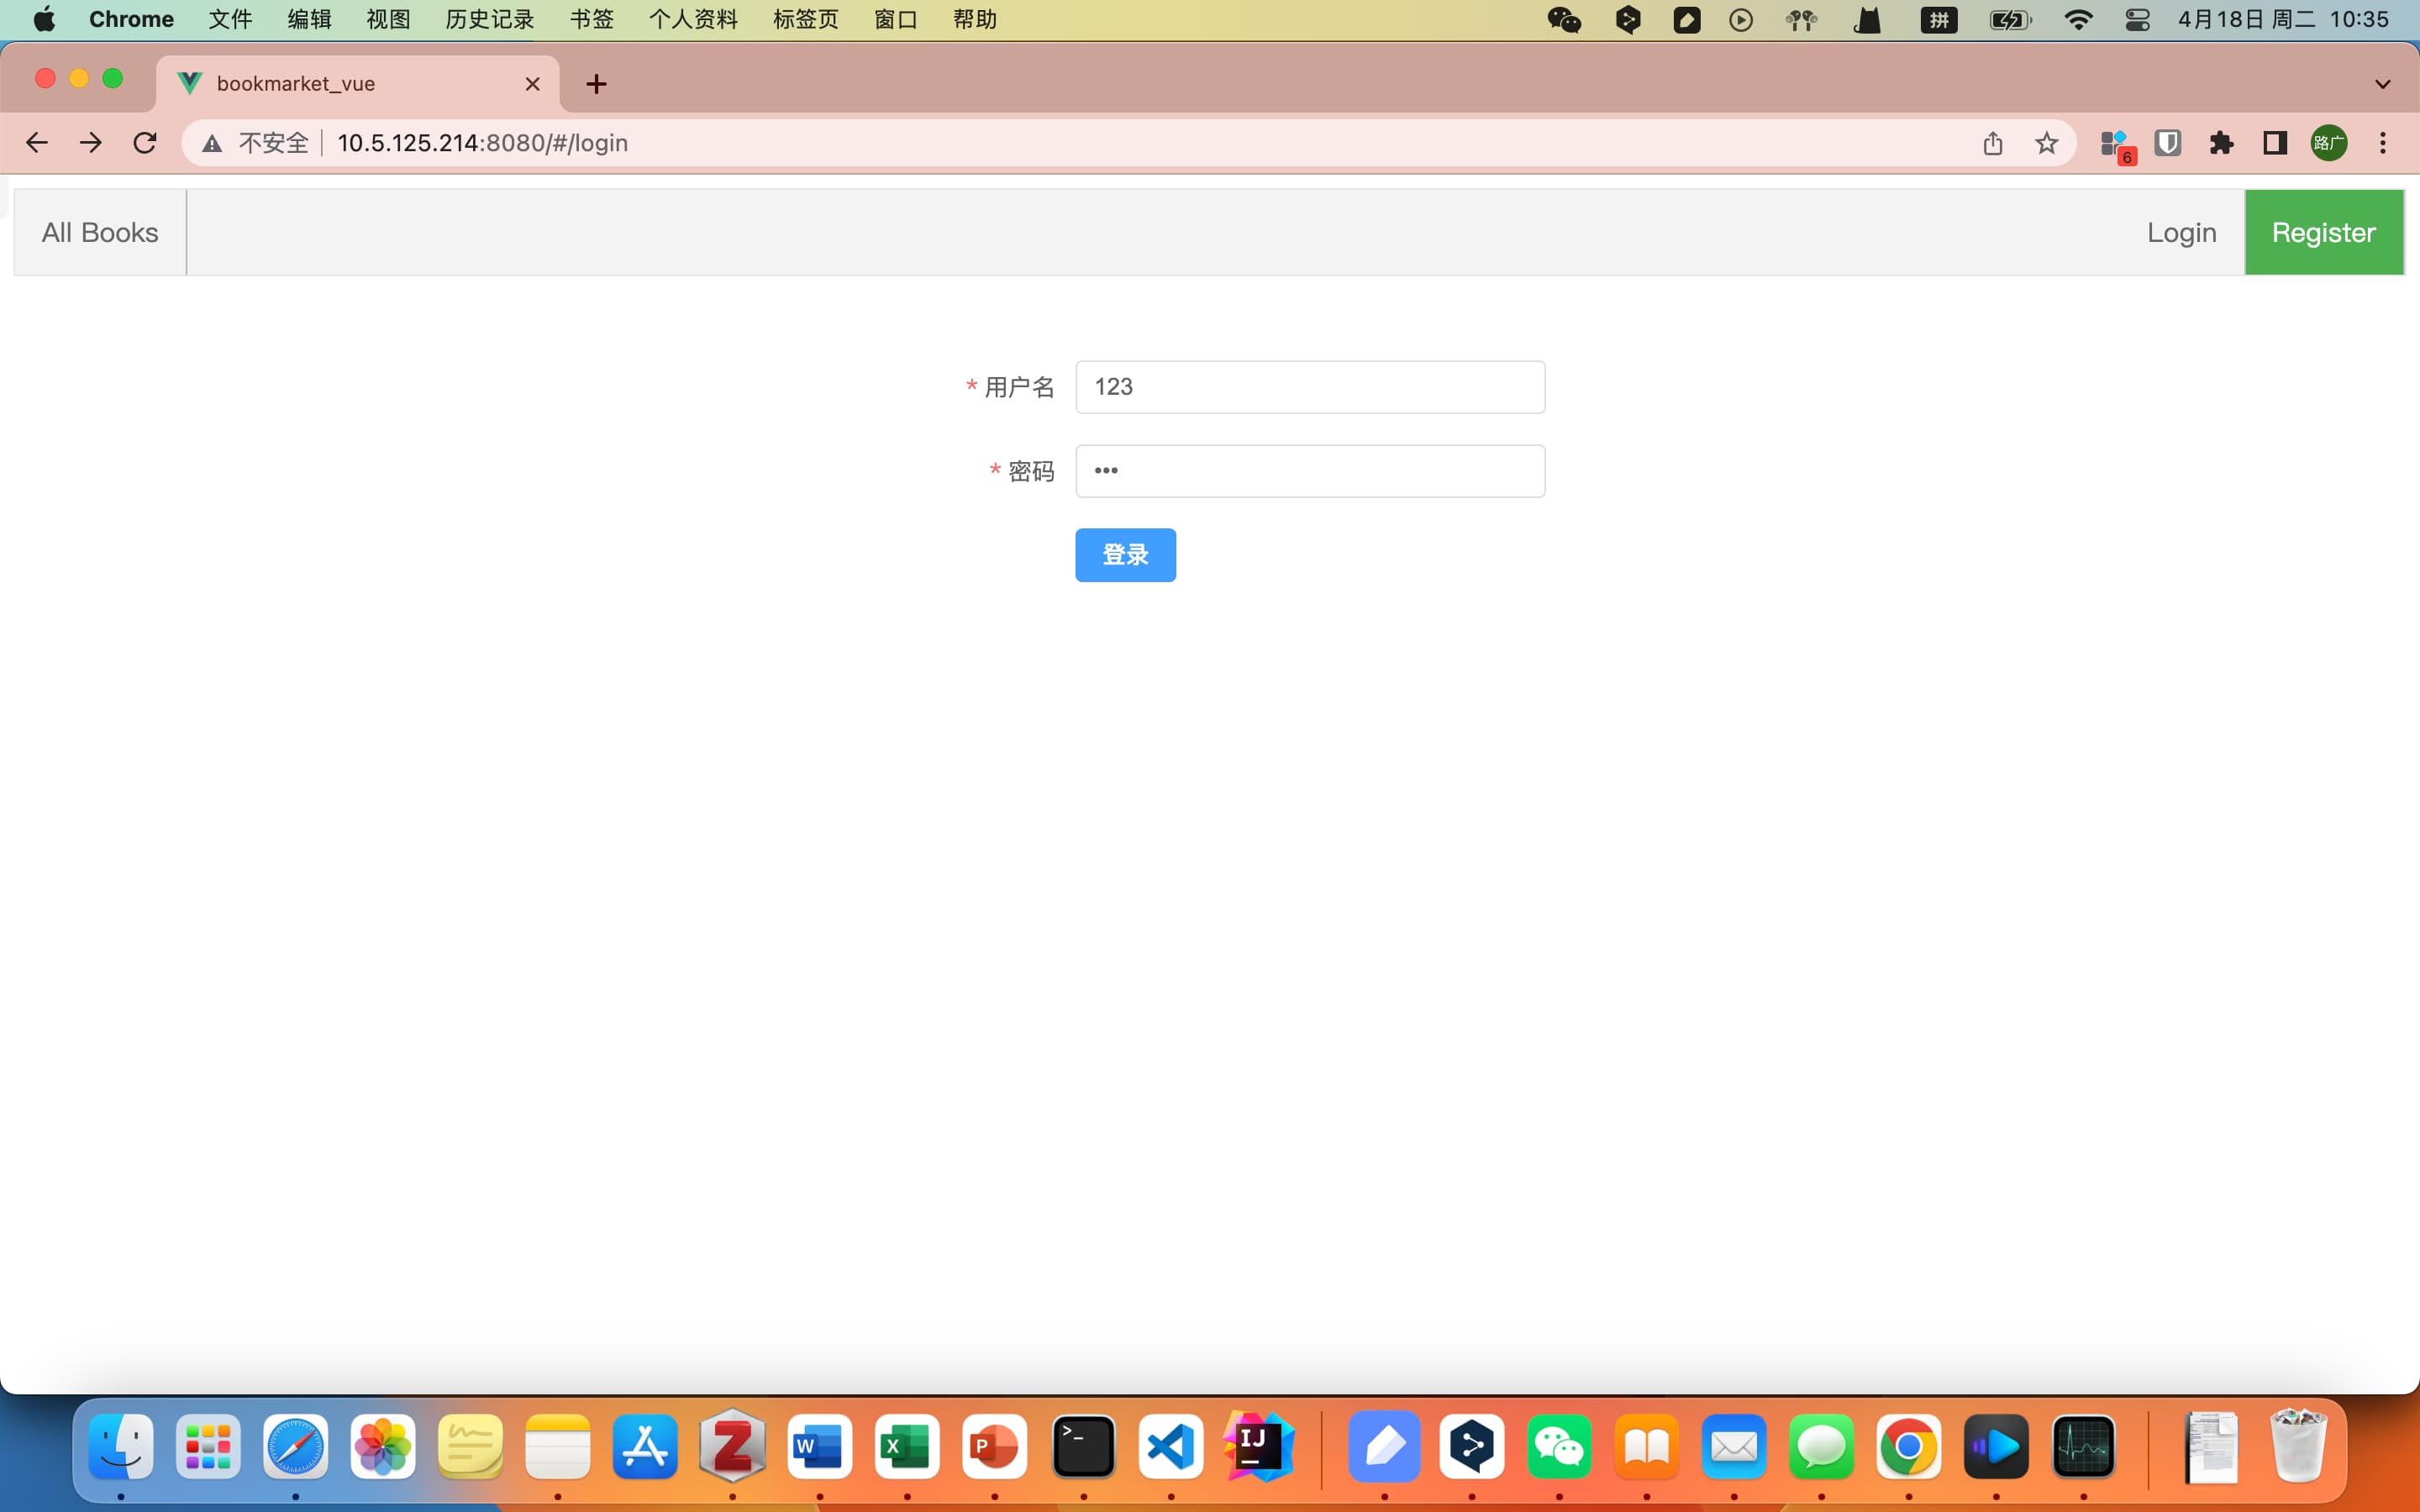 Chrome 文件 编辑 视图 历史记录 书签 个人资料 标签页 窗口 帮助 拼 4月18日 周二 10:35
bookmarket_vue
不安全 10.5.125.214:8080/#/login 6 路广
All Books Login Register
* 用户名 123
* 密码 •••
登录
Z W X P >_ IJ